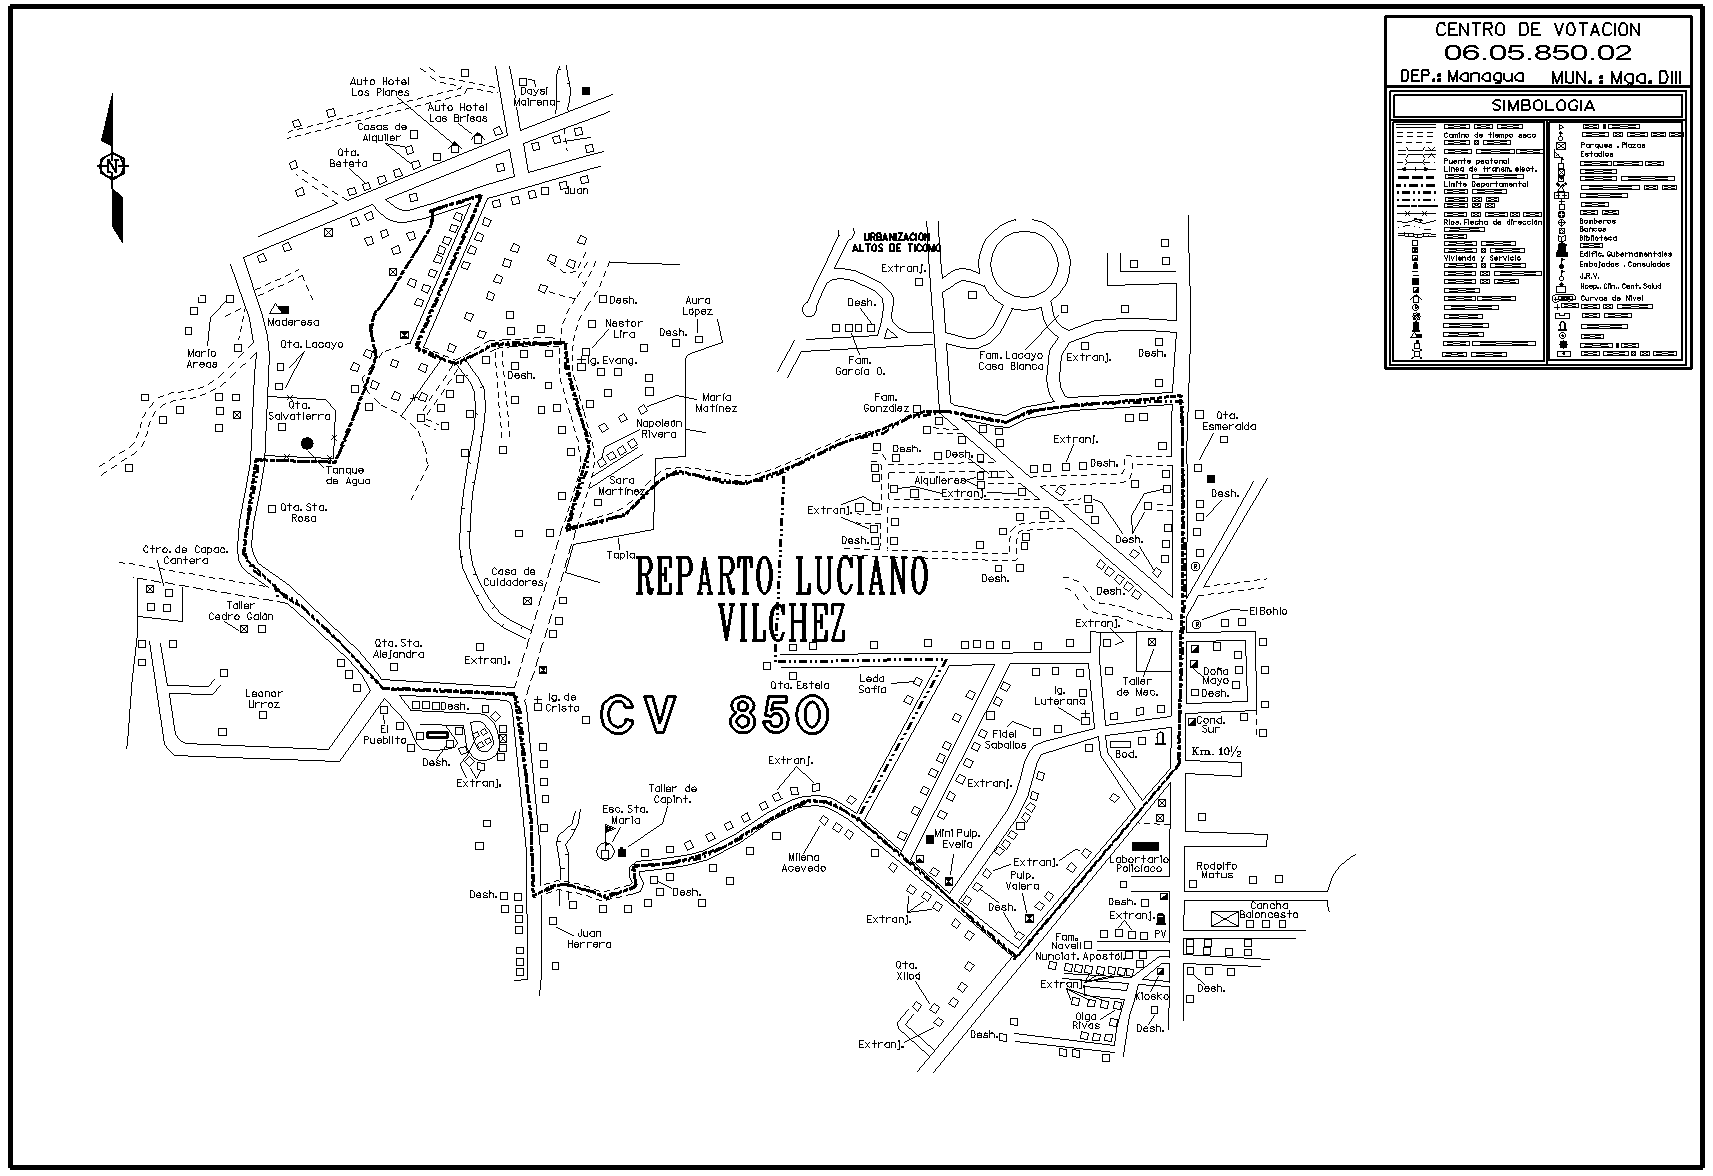 CENTRO DE VOTACION
06.05.850.02
DEP.: Managua MUN.: Mga. DIII
SIMBOLOGIA
Camino de tiempo seco
Puente peatonal
Linea de transm. elect.
Limite Departamental
Rios. Flecha de dirección
Vivienda y Servicio
Parques . Plazas
Estadios
Bomberos
Bancos
Biblioteca
Edific. Gubernamentales
Embajadas . Consulados
J.R.V.
Hosp.. Clin.. Cent. Salud
Curvas de Nivel
Auto Hotel
Los Planes
Daysi
Mairena
Auto Hotel
Las Brisas
Casas de
Alquiler
Qta.
Beteta
Juan
N
URBANIZACION
ALTOS DE TICOMO
Extranj.
Desh.
Fam.
García O.
Fam. Lacayo
Casa Blanca
Extranj.
Desh.
Maderesa
Mario
Areas
Qta. Lacayo
Desh.
Nestor
Lira
Aura
López
Desh.
Ig. Evang.
Desh.
Qta.
Salvatierra
María
Matínez
Napoleón
Rivera
Fam.
González
Qta.
Esmeralda
Extranj.
Desh.
Desh.
Desh.
Tanque
de Agua
Sara
Martínez
Alquileres
Extranj.
Desh.
Qta. Sta.
Rosa
Extranj.
Desh.
Desh.
Tapia
Ctro. de Capac.
Cantera
Casa de
Cuidadores
REPARTO LUCIANO
VILCHEZ
Desh.
Desh.
Taller
Cedro Galán
El Bohio
Extranj.
Qta. Sta.
Alejandra
Extranj.
Qta. Estela
Leda
Sofía
Taller
de Mec.
Doña
Mayo
Desh.
Leonor
Urroz
Desh.
Ig. de
Cristo
CV 850
Ig.
Luterana
Fidel
Saballos
Cond.
Sur
El
Pueblito
Desh.
Extranj.
Km. 10½
Bod.
Extranj.
Extranj.
Taller de
Capint.
Esc. Sta.
María
Mini Pulp.
Evelia
Milena
Acevedo
Extranj.
Pulp.
Valera
Labortario
Policiaco
Rodolfo
Matus
Desh.
Desh.
Desh.
Desh.
Extranj.
Extranj.
Cancha
Baloncesto
Juan
Herrera
PV
Fam.
Navell
Nunciat. Apostól.
Qta.
Xiloá
Extranj.
Kiosko
Desh.
Olga
Rivas
Desh.
Desh.
Extranj.